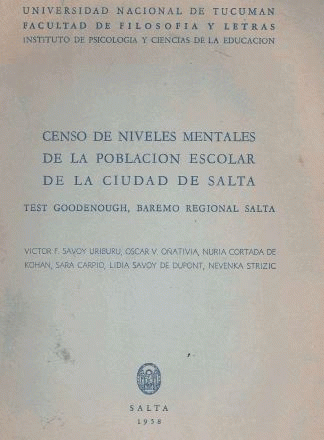 UNIVERSIDAD NACIONAL DE TUCUMAN
FACULTAD DE FILOSOFIA Y LETRAS
INSTITUTO DE PSICOLOGIA Y CIENCIAS DE LA EDUCACION
CENSO DE NIVELES MENTALES
DE LA POBLACION ESCOLAR
DE LA CIUDAD DE SALTA
TEST GOODENOUGH, BAREMO REGIONAL SALTA
VICTOR F. SAVOY URIBURU, OSCAR V. OÑATIVIA, NURIA CORTADA DE
KOHAN, SARA CARPIO, LIDIA SAVOY DE DUPONT, NEVENKA STRIZIC
SALTA
1958